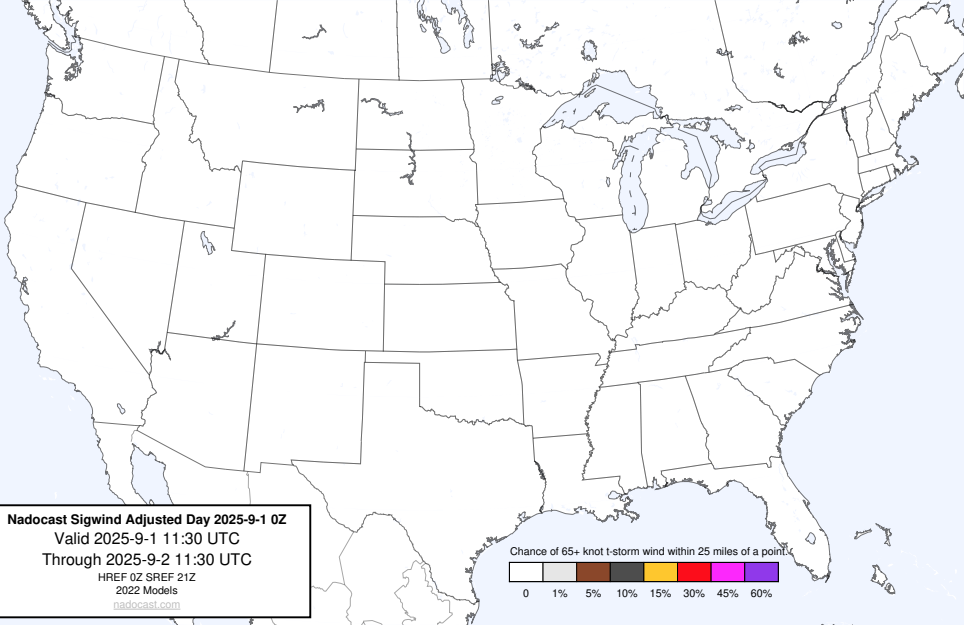 Nadocast Sigwind Adjusted Day 2025-9-1 0Z
Valid 2025-9-1 11:30 UTC
Through 2025-9-2 11:30 UTC
HREF 0Z SREF 21Z
2022 Models
nadocast.com
Chance of 65+ knot t-storm wind within 25 miles of a point.
0 1% 5% 10% 15% 30% 45% 60%